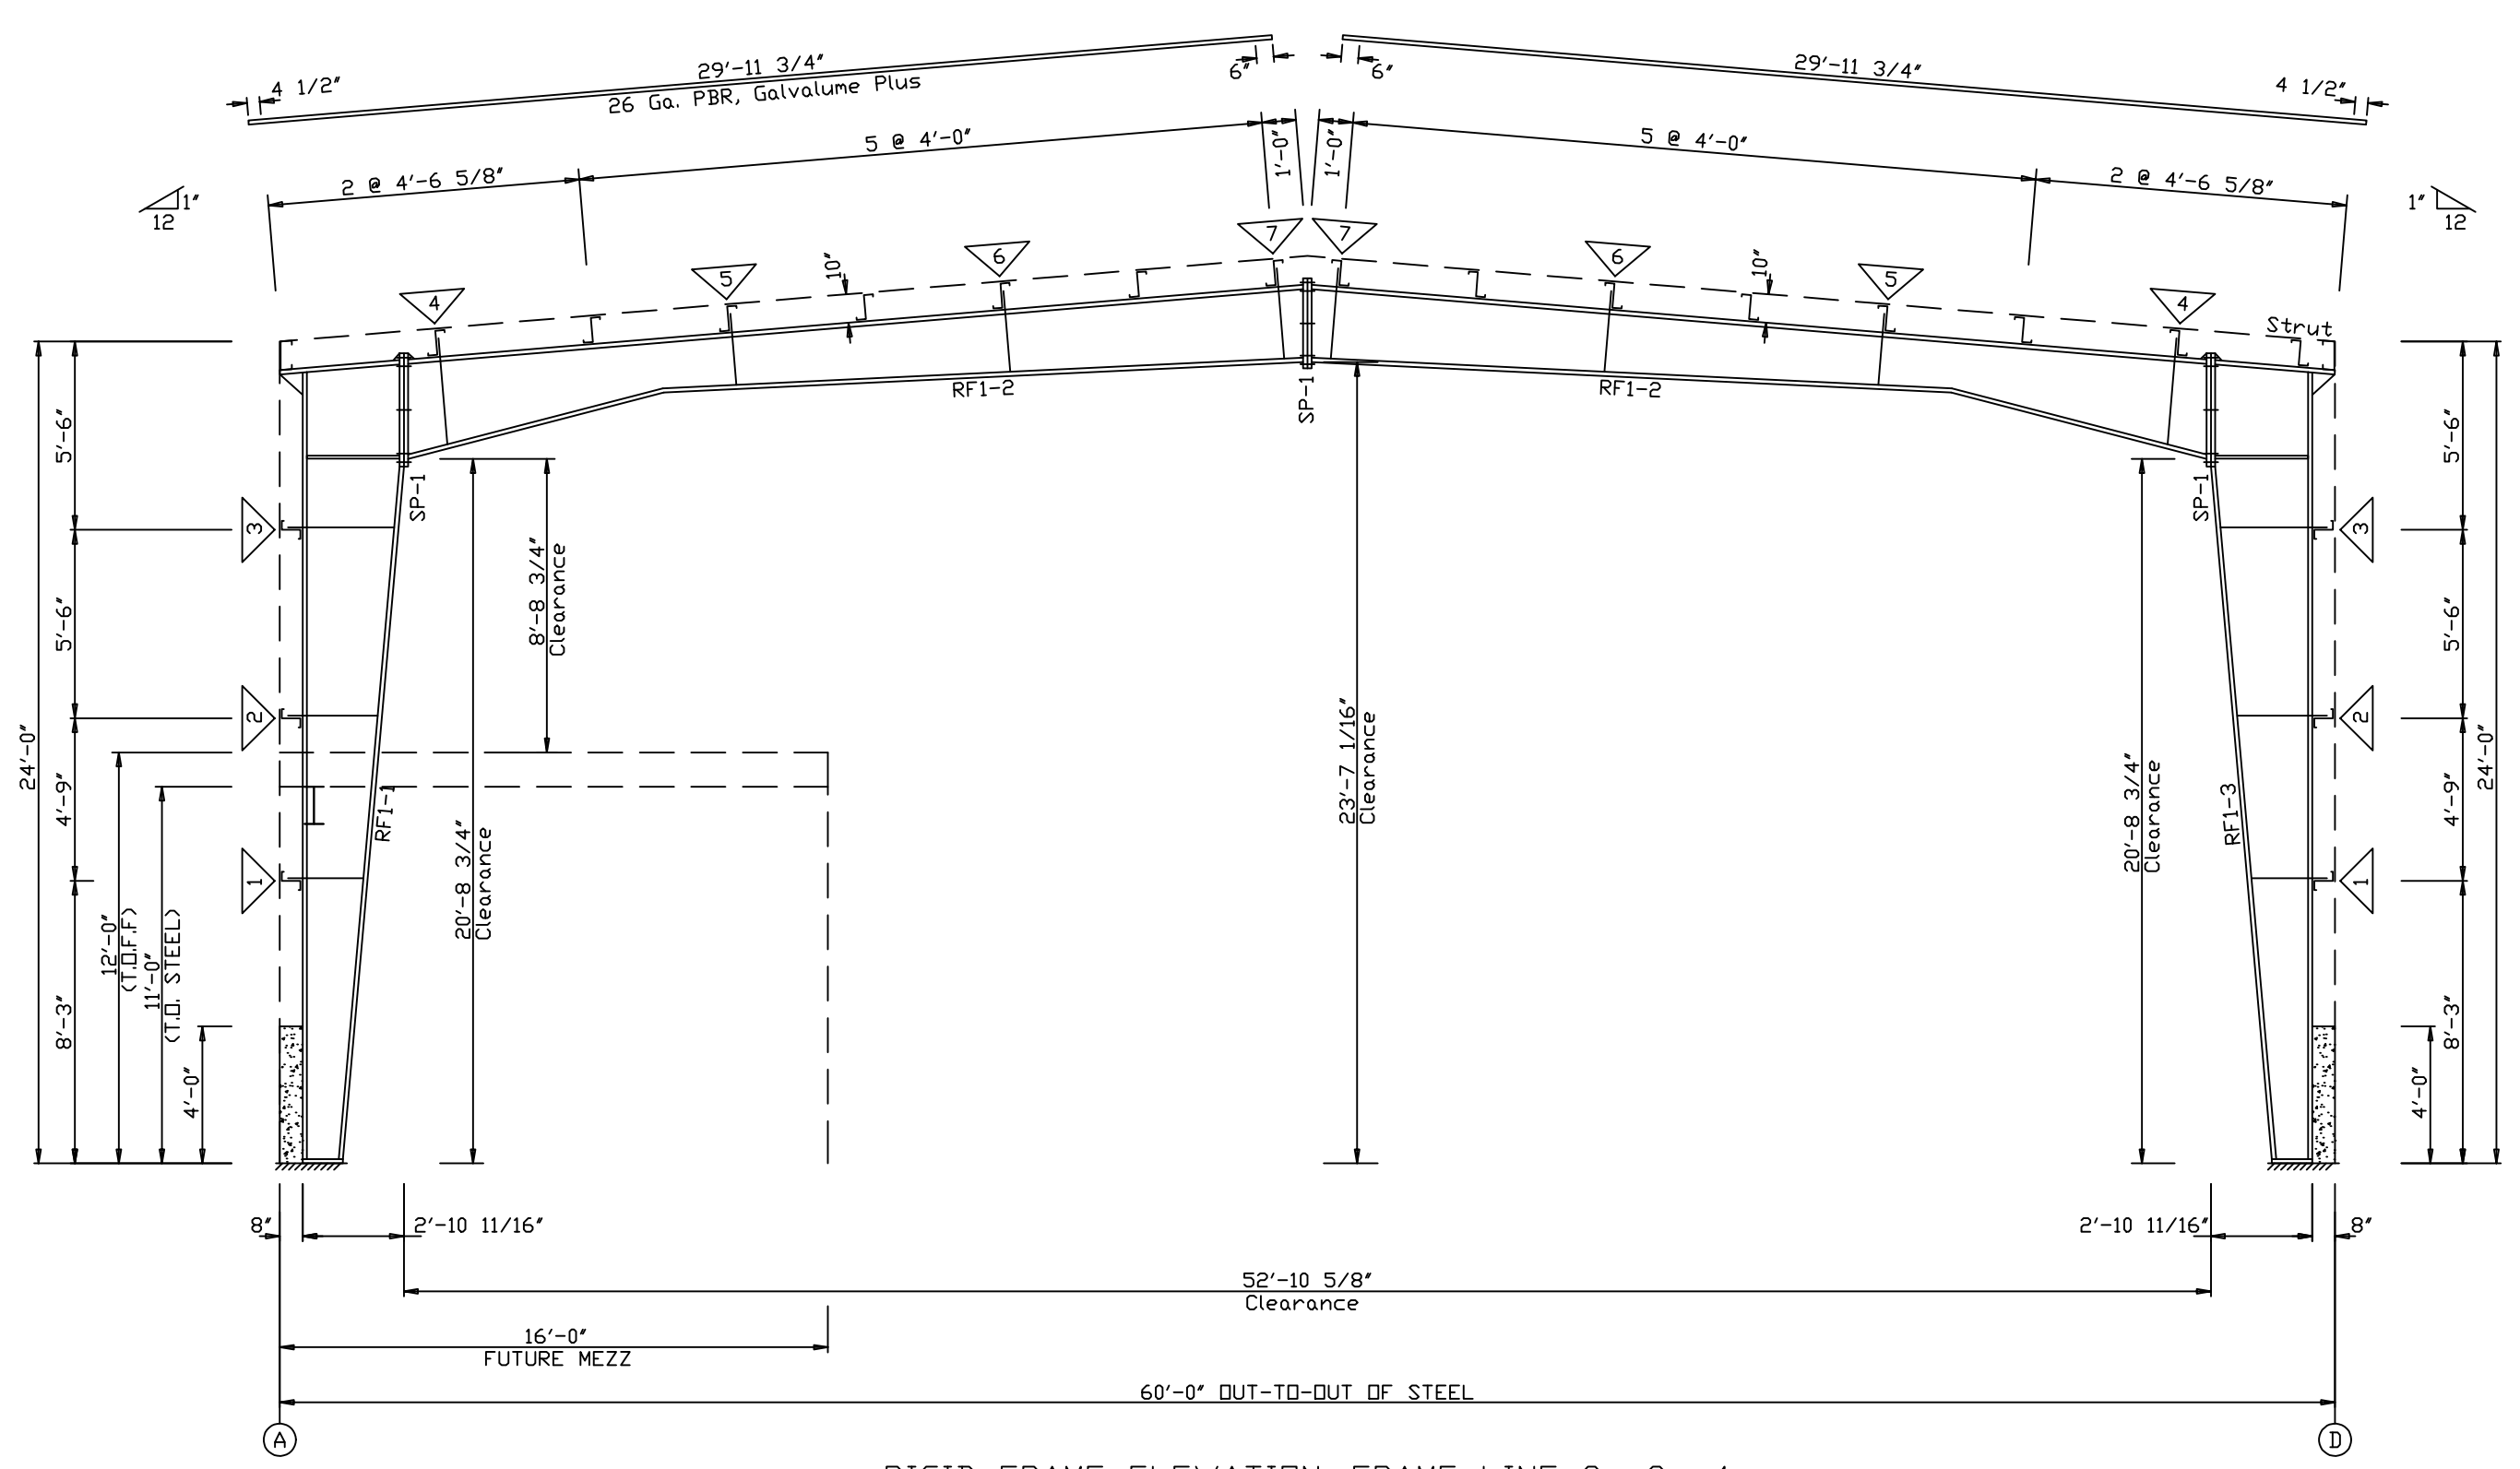 29'-11 3/4"
26 Ga. PBR, Galvalume Plus
4 1/2"
6"
6"
29'-11 3/4"
4 1/2"
2 @ 4'-6 5/8"
5 @ 4'-0"
1'-0"
1'-0"
5 @ 4'-0"
2 @ 4'-6 5/8"
1"
12
1"
12
4
5
10"
6
7
7
6
10"
5
4
Strut
RF1-2
SP-1
RF1-2
SP-1
SP-1
24'-0"
5'-6"
5'-6"
4'-9"
8'-3"
12'-0"
(T.O.F.F)
11'-0"
(T.O. STEEL)
4'-0"
3
2
1
RF1-1
20'-8 3/4"
Clearance
8'-8 3/4"
Clearance
23'-7 1/16"
Clearance
20'-8 3/4"
Clearance
RF1-3
3
2
1
5'-6"
5'-6"
4'-9"
8'-3"
4'-0"
24'-0"
8"
2'-10 11/16"
2'-10 11/16"
8"
52'-10 5/8"
Clearance
16'-0"
FUTURE MEZZ
60'-0" OUT-TO-OUT OF STEEL
A
D
RIGID FRAME ELEVATION: FRAME LINE